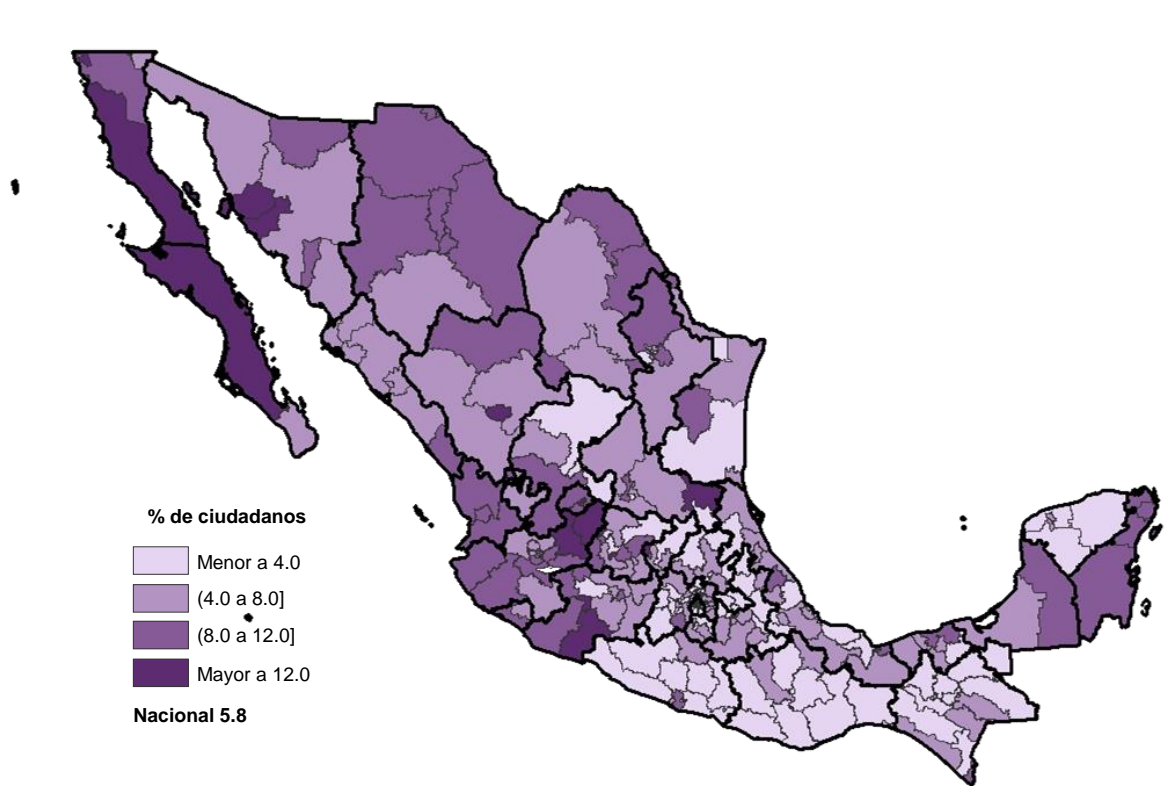 % de ciudadanos
Menor a 4.0
(4.0 a 8.0]
(8.0 a 12.0]
Mayor a 12.0
Nacional 5.8